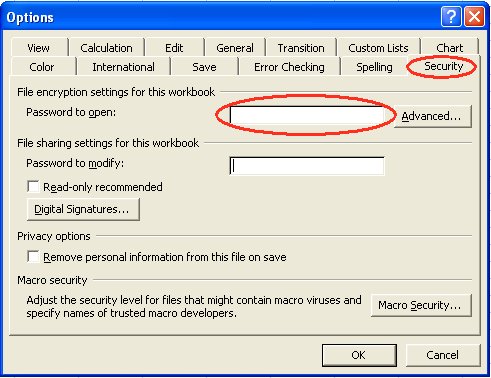 Options
View Calculation Edit General Transition Custom Lists Chart
Color International Save Error Checking Spelling Security
File encryption settings for this workbook
Password to open:
Advanced...
File sharing settings for this workbook
Password to modify:
Read-only recommended
Digital Signatures...
Privacy options
Remove personal information from this file on save
Macro security
Adjust the security level for files that might contain macro viruses and
specify names of trusted macro developers.
Macro Security...
OK Cancel